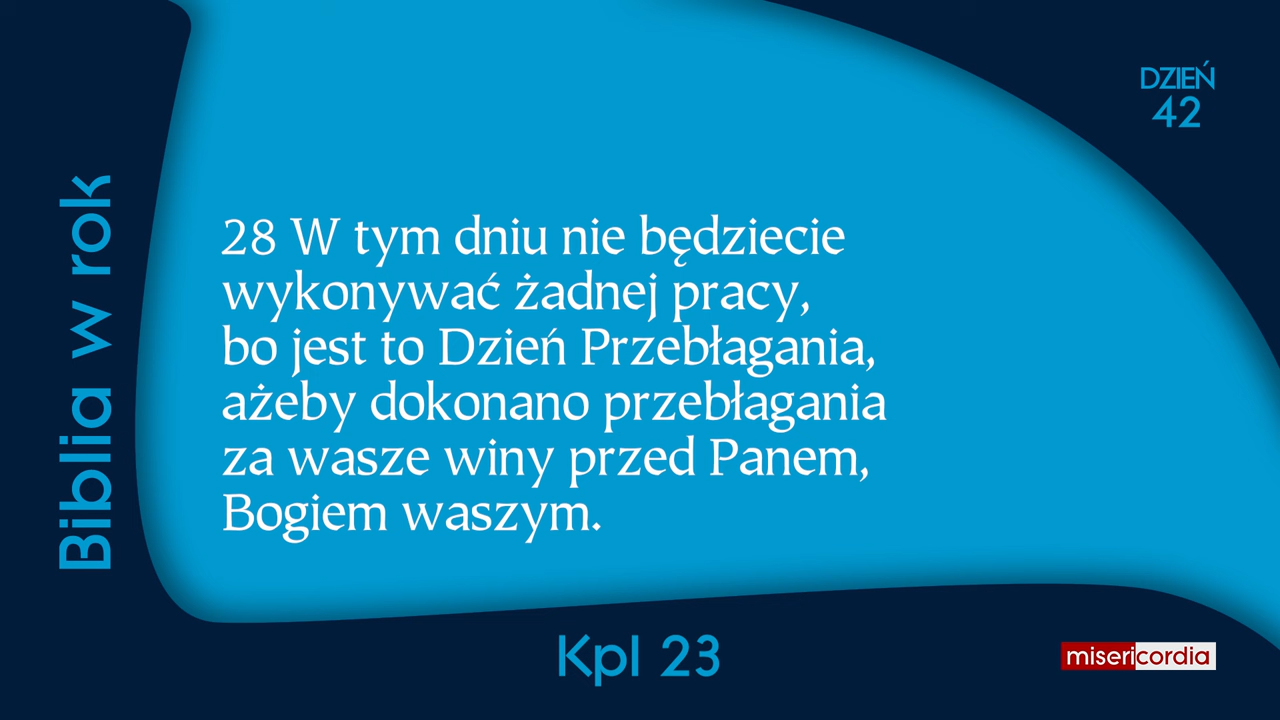 DZIEŃ
42
Biblia w rok
28 W tym dniu nie będziecie
wykonywać żadnej pracy,
bo jest to Dzień Przebłagania,
ażeby dokonano przebłagania
za wasze winy przed Panem,
Bogiem waszym.
Kpl 23
misericordia